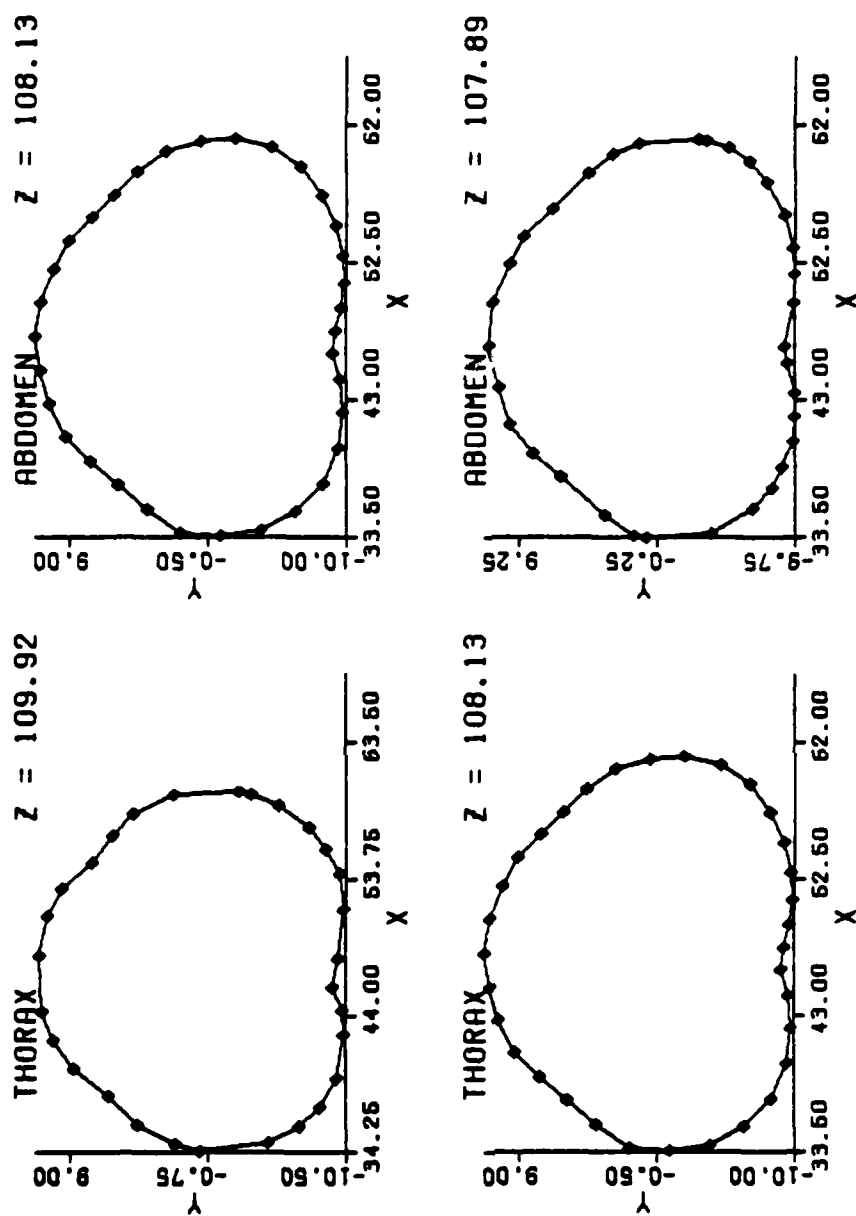 THORAX Z = 109.92
Y
9.00
-0.75
-10.50
34.25 44.00 53.75 63.50
X
ABDOMEN Z = 108.13
Y
9.00
-0.50
-10.00
33.50 43.00 52.50 62.00
X
THORAX Z = 108.13
Y
9.00
-0.50
-10.00
33.50 43.00 52.50 62.00
X
ABDOMEN Z = 107.89
Y
9.25
-0.25
-9.75
33.50 43.00 52.50 62.00
X